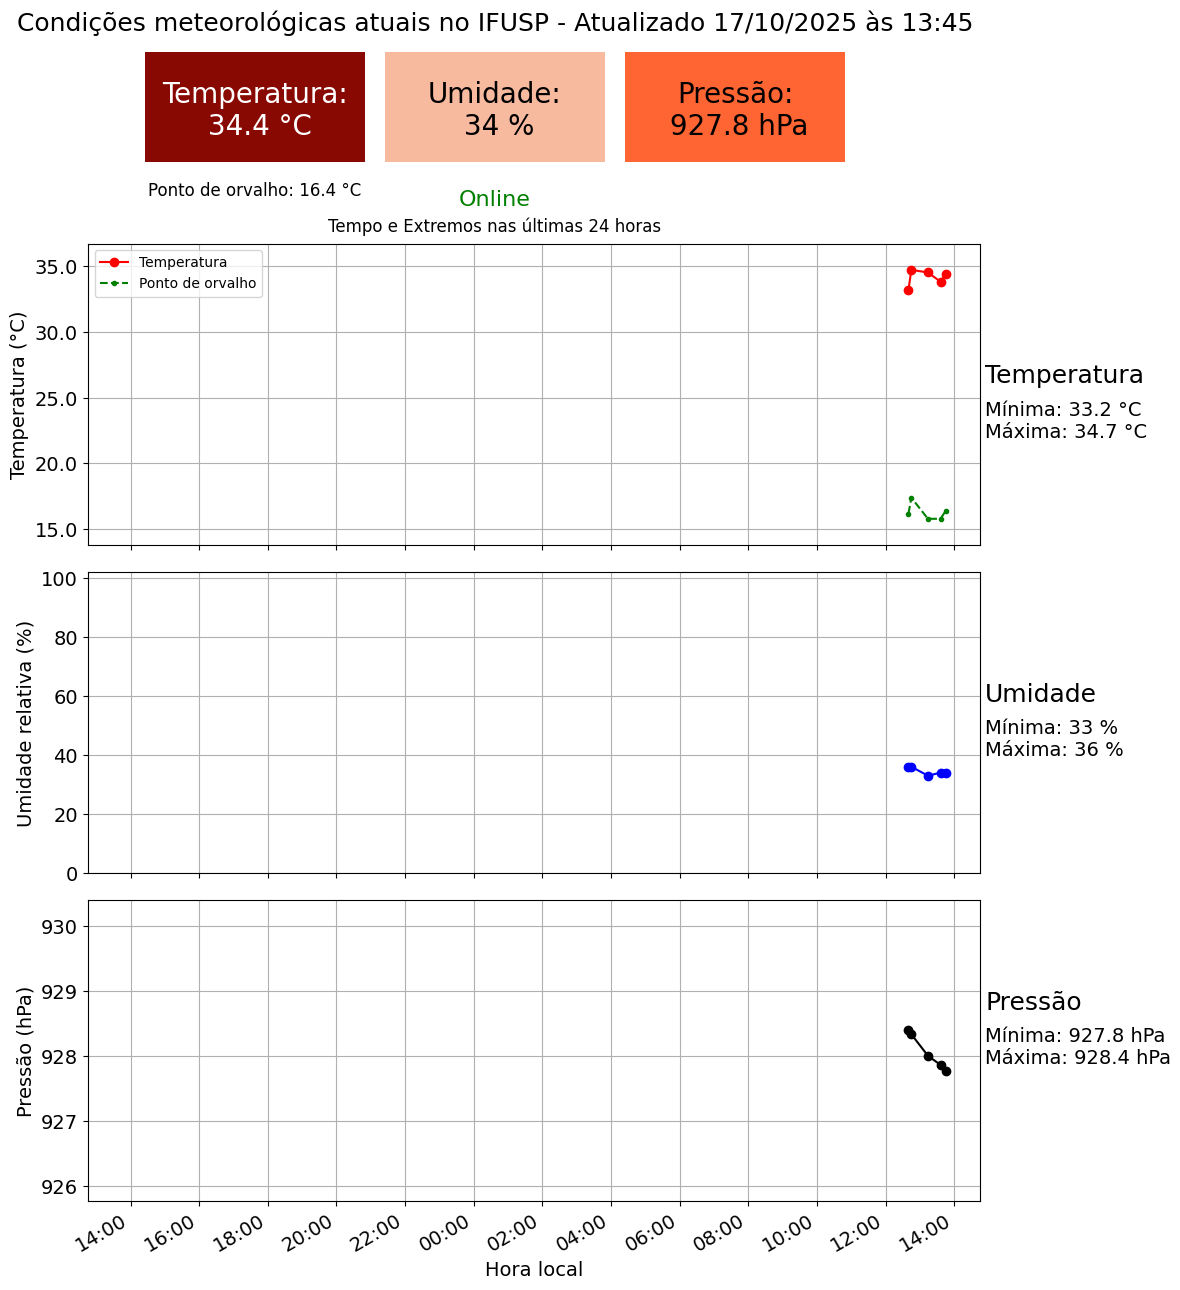 Condições meteorológicas atuais no IFUSP - Atualizado 17/10/2025 às 13:45
Temperatura:
34.4 °C
Umidade:
34 %
Pressão:
927.8 hPa
Ponto de orvalho: 16.4 °C
Online
Tempo e Extremos nas últimas 24 horas
Temperatura
Ponto de orvalho
Temperatura (°C)
35.0
30.0
25.0
20.0
15.0
Temperatura
Mínima: 33.2 °C
Máxima: 34.7 °C
Umidade relativa (%)
100
80
60
40
20
0
Umidade
Mínima: 33 %
Máxima: 36 %
Pressão (hPa)
930
929
928
927
926
Pressão
Mínima: 927.8 hPa
Máxima: 928.4 hPa
14:00
16:00
18:00
20:00
22:00
00:00
02:00
04:00
06:00
08:00
10:00
12:00
14:00
Hora local